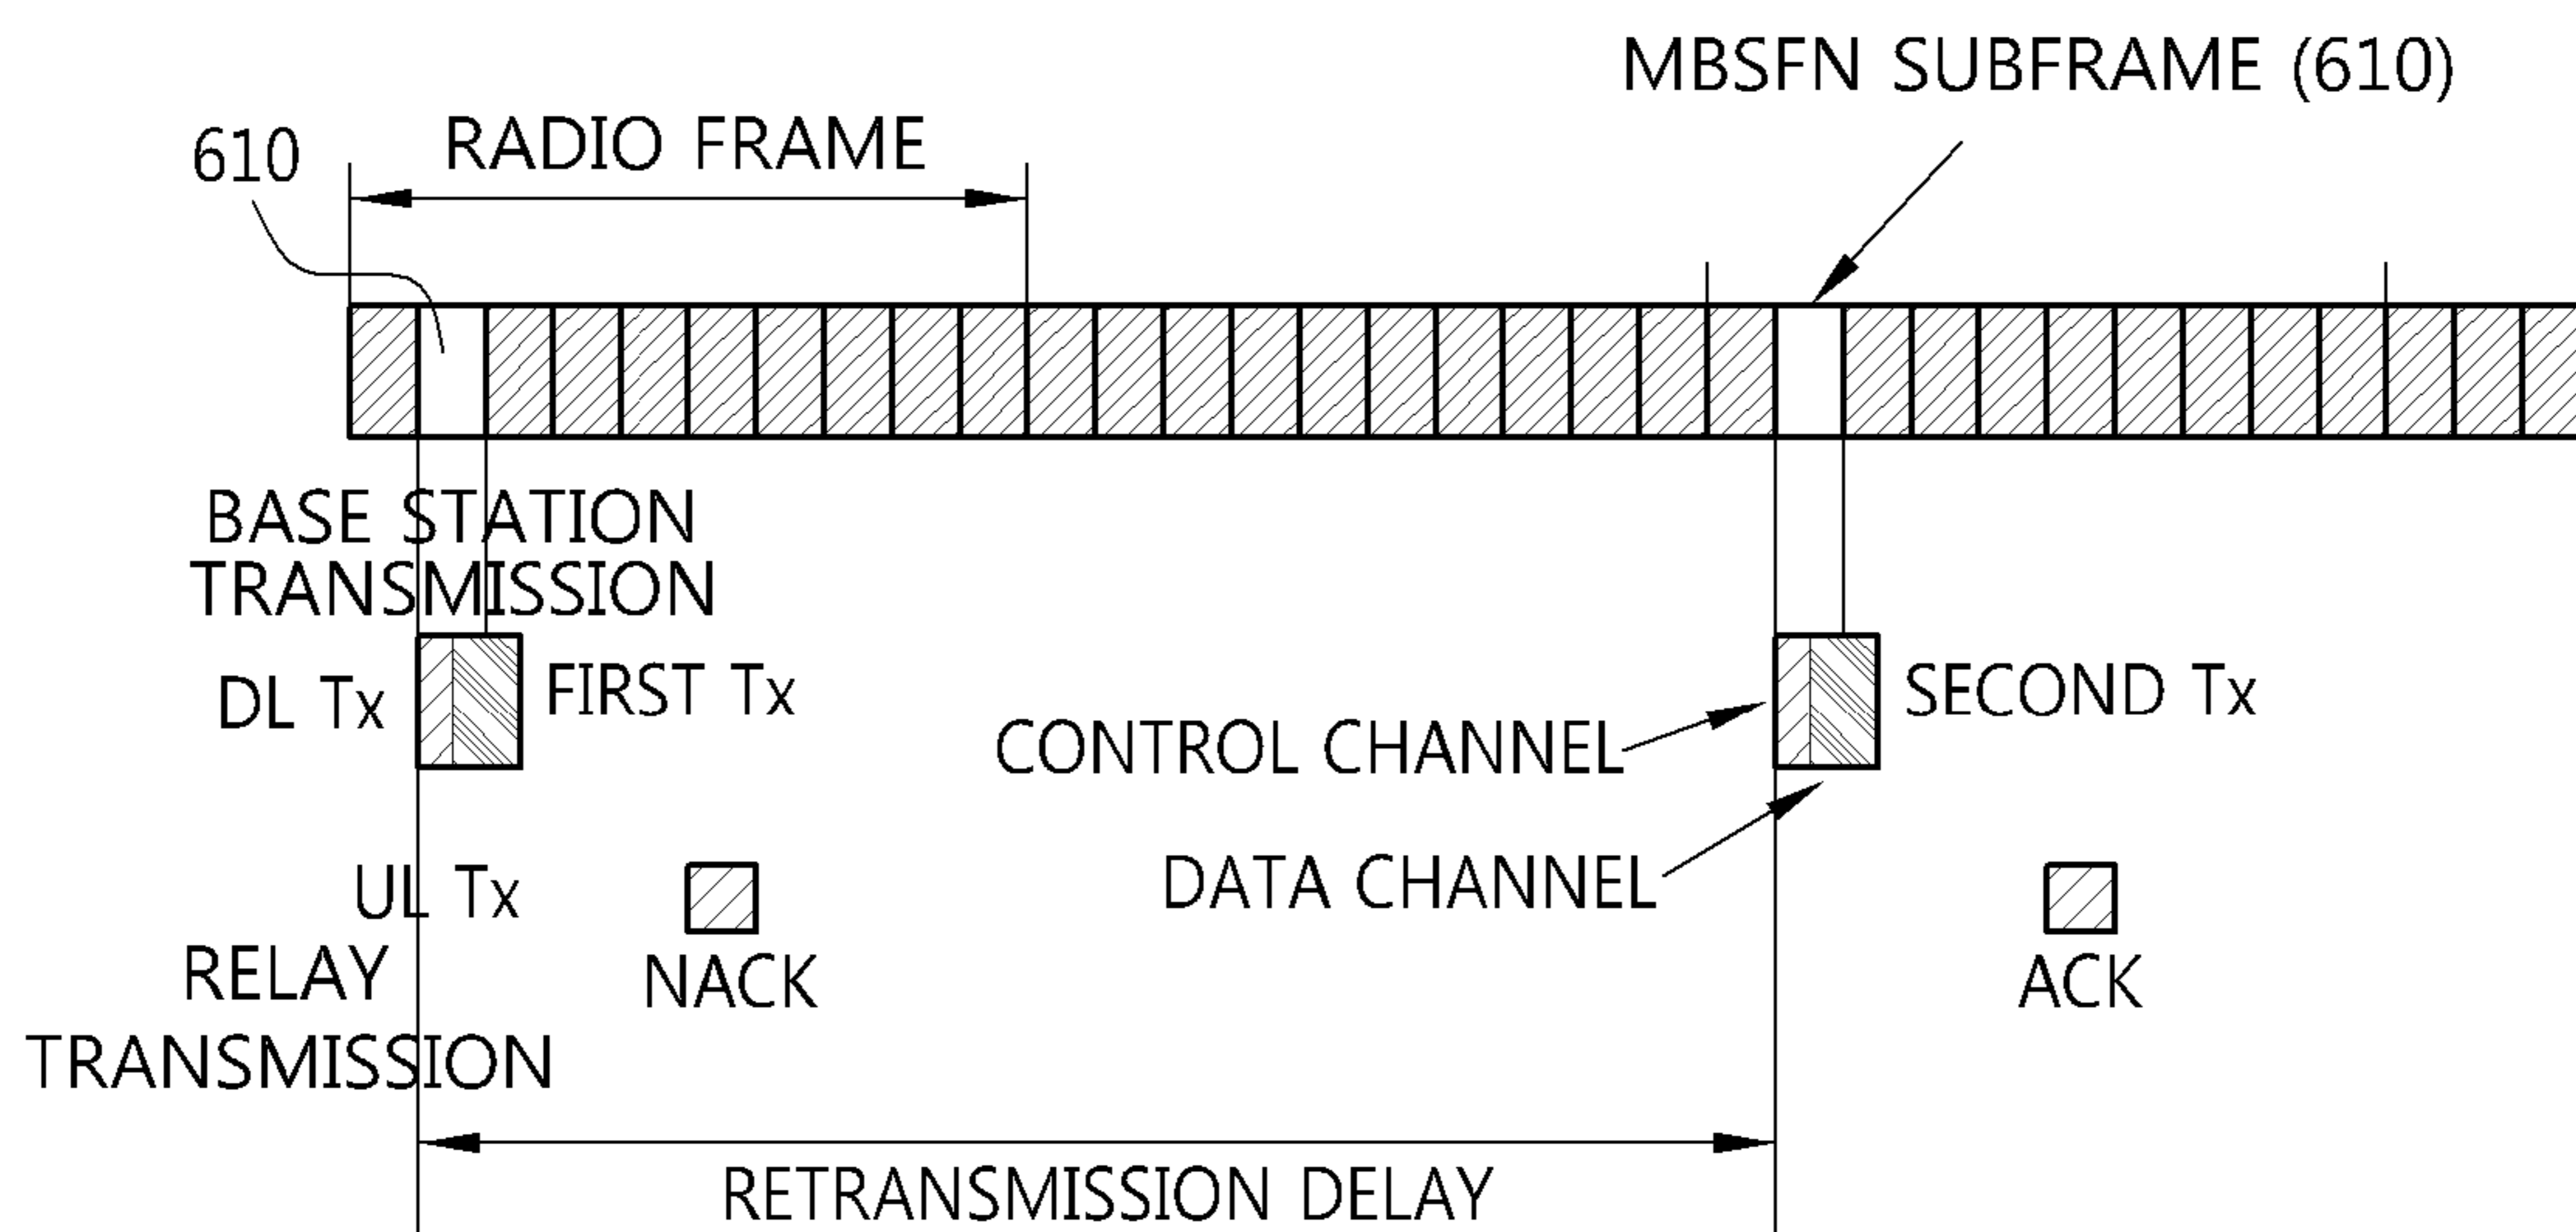 MBSFN SUBFRAME (610)
610
RADIO FRAME
BASE STATION
TRANSMISSION
DL Tx
FIRST Tx
CONTROL CHANNEL
SECOND Tx
DATA CHANNEL
UL Tx
RELAY
TRANSMISSION
NACK
ACK
RETRANSMISSION DELAY